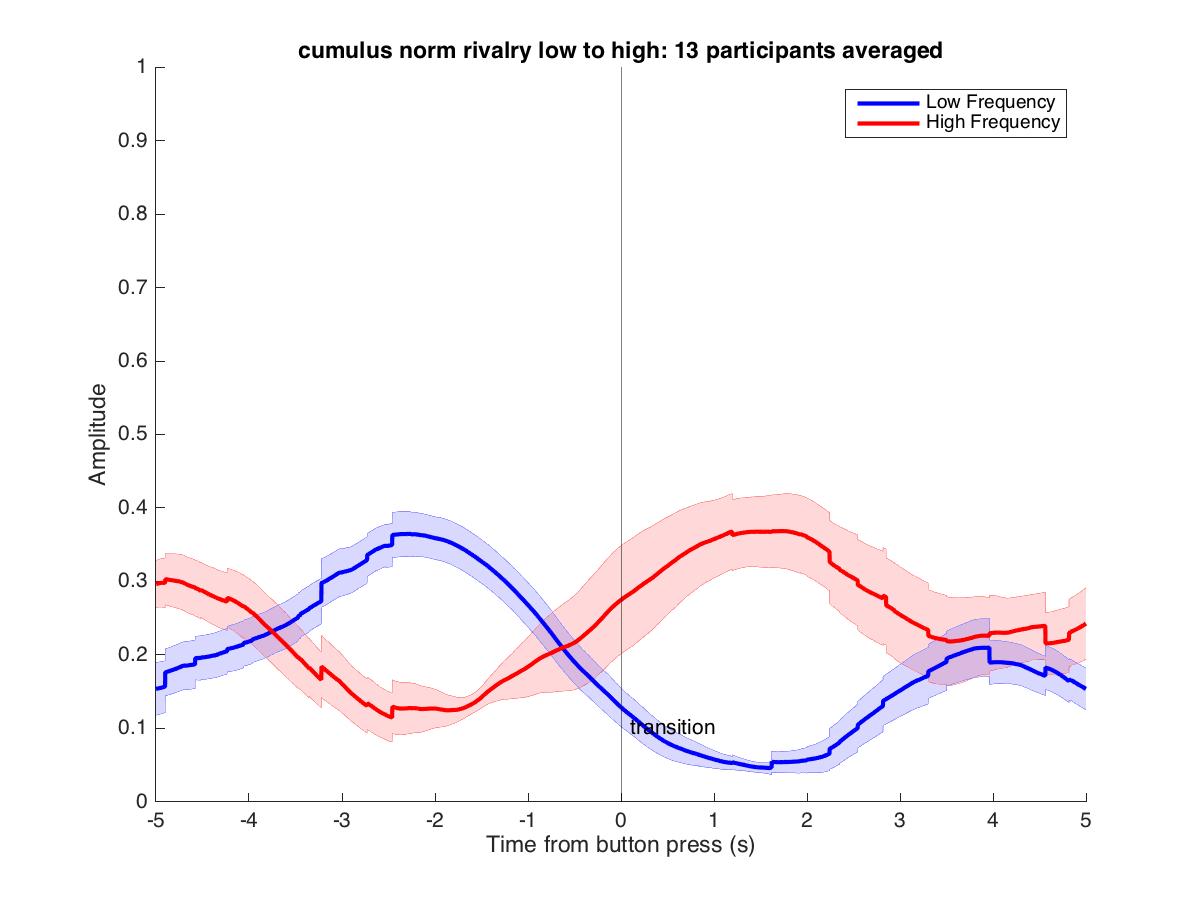 cumulus norm rivalry low to high: 13 participants averaged
Low Frequency
High Frequency
1
0.9
0.8
0.7
0.6
0.5
0.4
0.3
0.2
0.1
0
Amplitude
transition
-5 -4 -3 -2 -1 0 1 2 3 4 5
Time from button press (s)